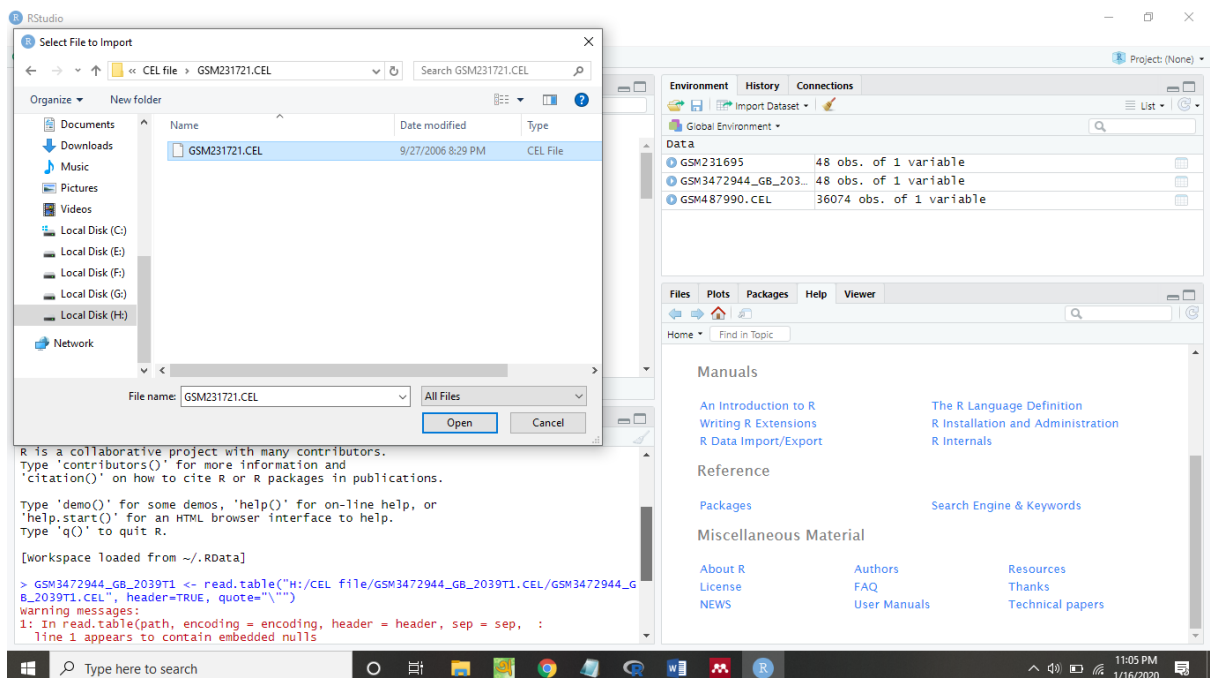 RStudio
Select File to Import
« CEL file › GSM231721.CEL
Search GSM231721.CEL
Organize
New folder
Documents
Downloads
Music
Pictures
Videos
Local Disk (C:)
Local Disk (E:)
Local Disk (F:)
Local Disk (G:)
Local Disk (H:)
Network
Name Date modified Type
GSM231721.CEL 9/27/2006 8:29 PM CEL File
File name: GSM231721.CEL All Files
Open Cancel
R is a collaborative project with many contributors.
Type 'contributors()' for more information and
'citation()' on how to cite R or R packages in publications.
Type 'demo()' for some demos, 'help()' for on-line help, or
'help.start()' for an HTML browser interface to help.
Type 'q()' to quit R.
[Workspace loaded from ~/.RData]
> GSM3472944_GB_2039T1 <- read.table("H:/CEL file/GSM3472944_GB_2039T1.CEL/GSM3472944_G
B_2039T1.CEL", header=TRUE, quote="\"")
Warning messages:
1: In read.table(path, encoding = encoding, header = header, sep = sep,  :
  line 1 appears to contain embedded nulls
Project: (None)
Environment History Connections
Import Dataset List
Global Environment
Data
GSM231695 48 obs. of 1 variable
GSM3472944_GB_203… 48 obs. of 1 variable
GSM487990.CEL 36074 obs. of 1 variable
Files Plots Packages Help Viewer
Home Find in Topic
Manuals
An Introduction to R The R Language Definition
Writing R Extensions R Installation and Administration
R Data Import/Export R Internals
Reference
Packages Search Engine & Keywords
Miscellaneous Material
About R Authors Resources
License FAQ Thanks
NEWS User Manuals Technical papers
Type here to search
11:05 PM
1/16/2020